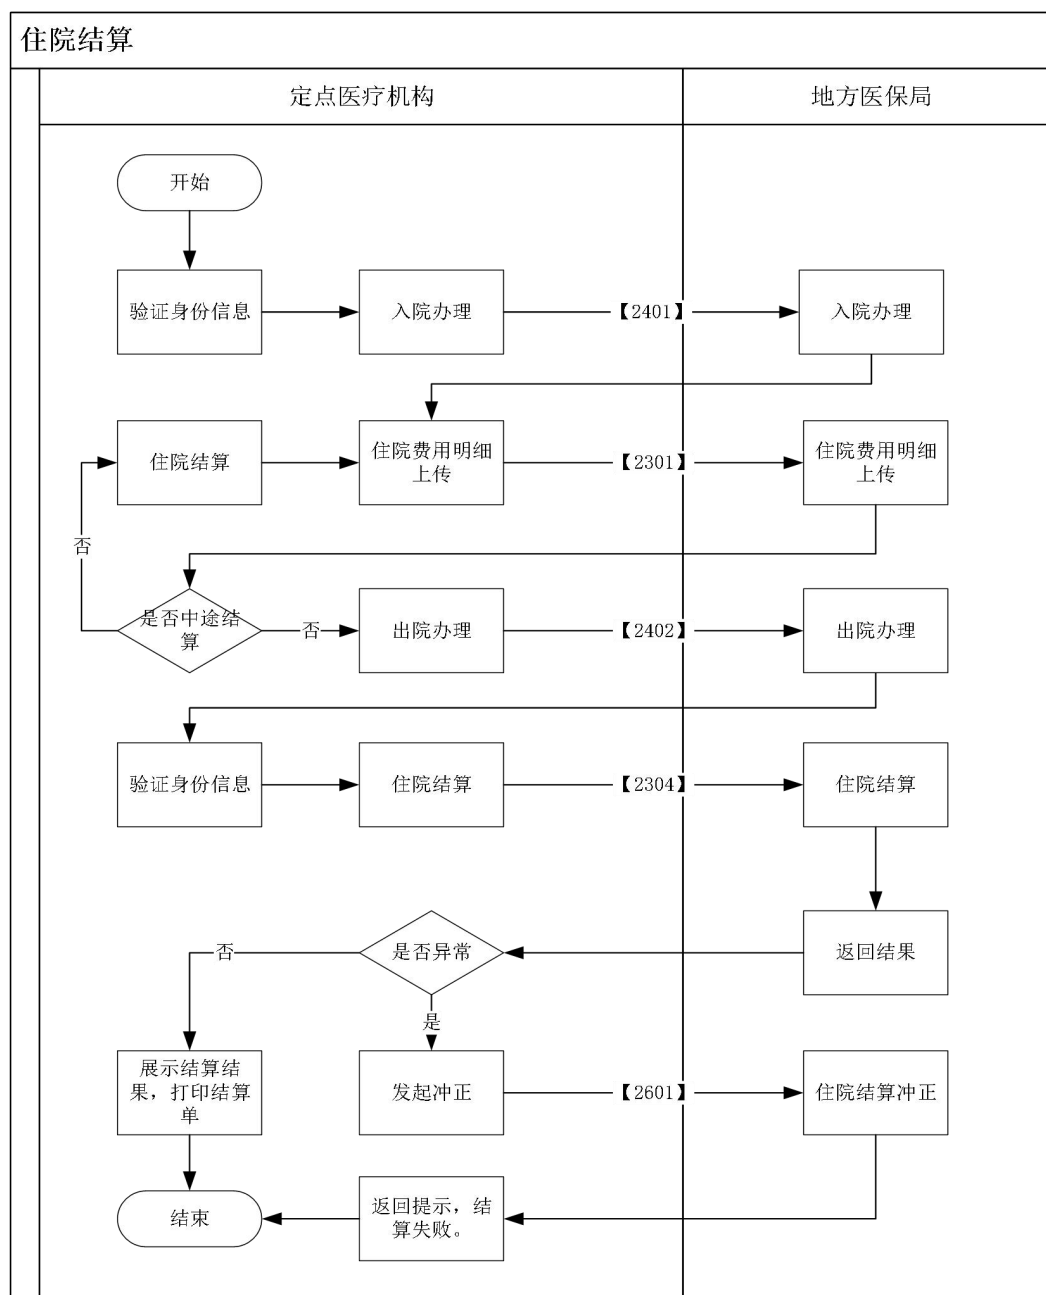 住院结算
定点医疗机构
地方医保局
开始
验证身份信息
入院办理
【2401】
入院办理
住院结算
住院费用明细
上传
【2301】
住院费用明细
上传
否
是否中途结
算
否
出院办理
【2402】
出院办理
验证身份信息
住院结算
【2304】
住院结算
否
是否异常
返回结果
是
展示结算结
果，打印结算
单
发起冲正
【2601】
住院结算冲正
结束
返回提示，结
算失败。